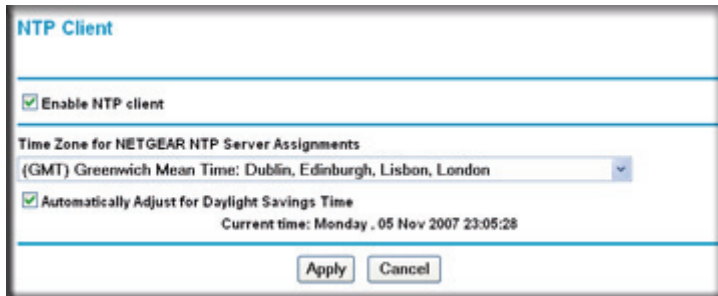 NTP Client
Enable NTP client
Time Zone for NETGEAR NTP Server Assignments
(GMT) Greenwich Mean Time: Dublin, Edinburgh, Lisbon, London
Automatically Adjust for Daylight Savings Time
Current time: Monday , 05 Nov 2007 23:05:28
Apply Cancel